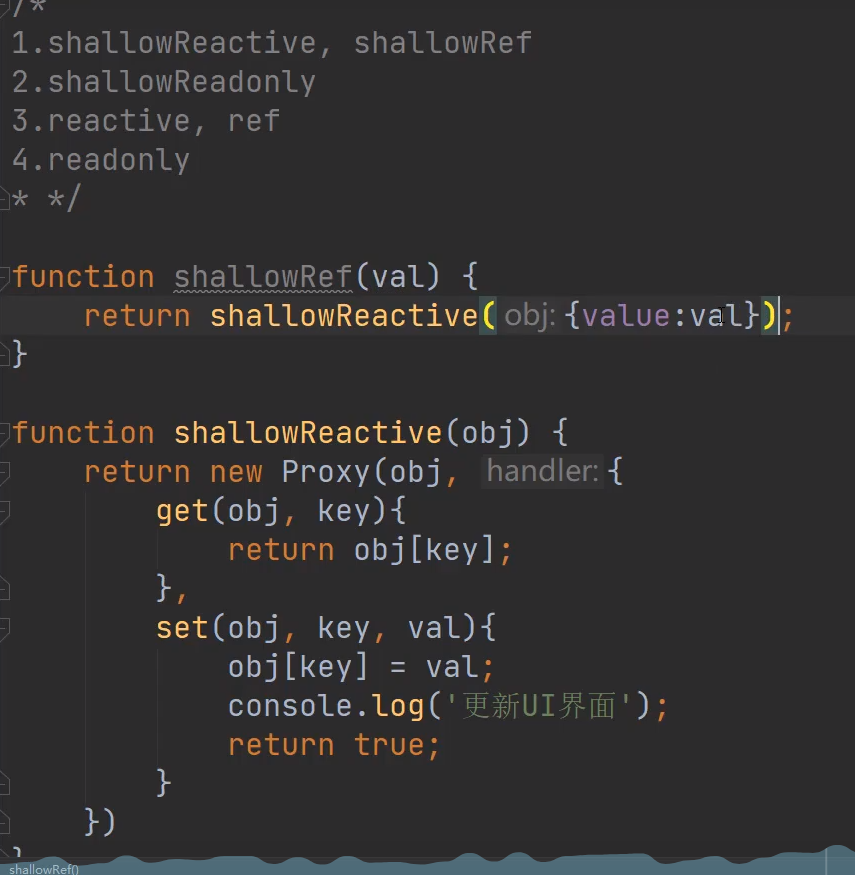 /*
1.shallowReactive, shallowRef
2.shallowReadonly
3.reactive, ref
4.readonly
* */
function shallowRef(val) {
return shallowReactive( obj: {value:val});
}
function shallowReactive(obj) {
return new Proxy(obj, handler: {
get(obj, key){
return obj[key];
},
set(obj, key, val){
obj[key] = val;
console.log('更新UI界面');
return true;
}
})
}
shallowRef()